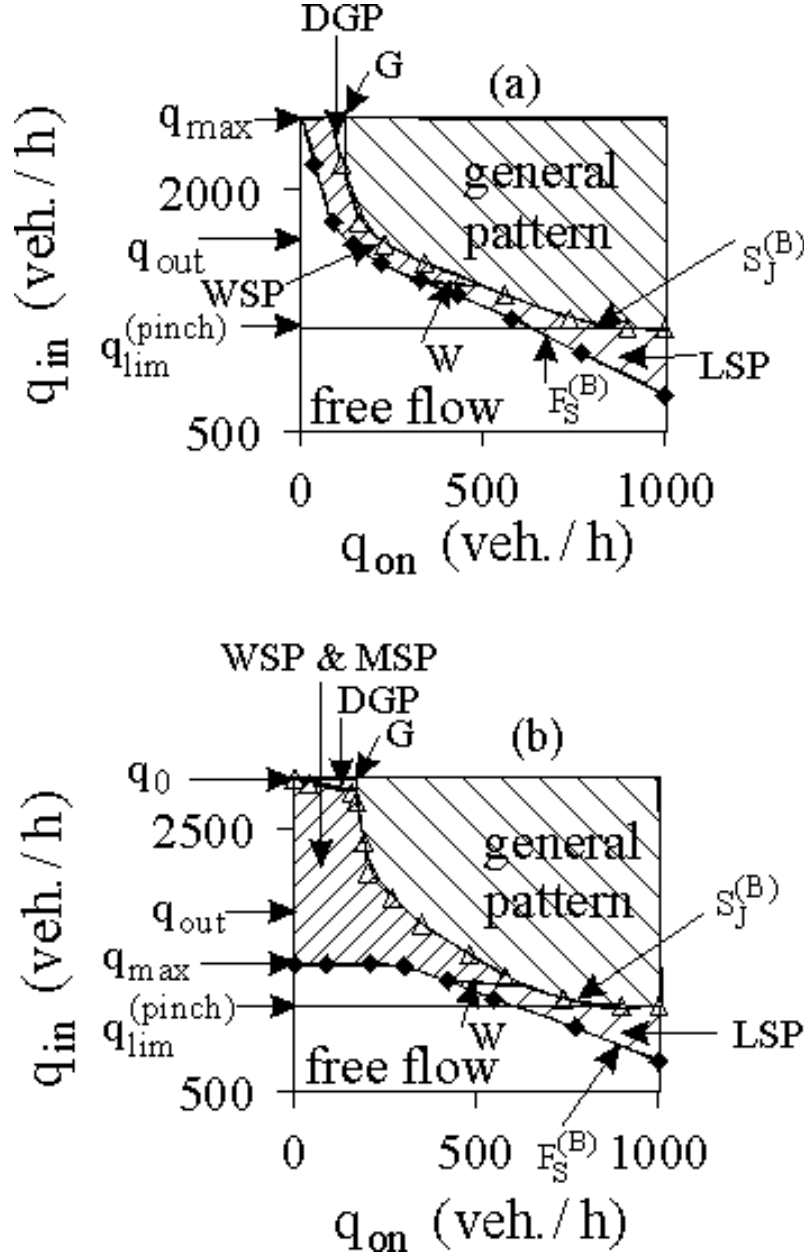 DGP
G
(a)
q_max
2000
general
pattern
q_out
WSP
S_J^(B)
q_lim^(pinch)
W
LSP
free flow
F_S^(B)
500
0
500
1000
q_in (veh./h)
q_on (veh./h)
WSP & MSP
DGP
G
(b)
q_0
2500
general
pattern
q_out
S_J^(B)
q_max
q_lim^(pinch)
W
LSP
free flow
500
F_S^(B)
0
500
1000
q_in (veh./h)
q_on (veh./h)